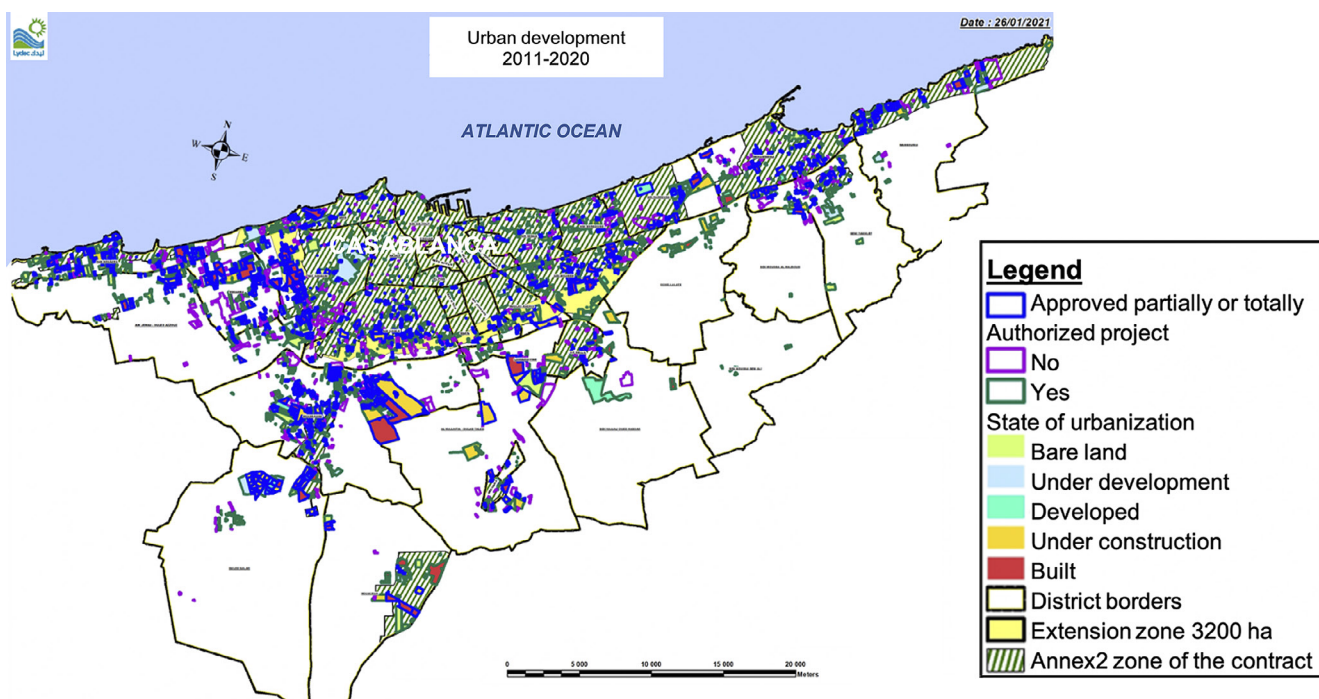 Lydec ليدك
Urban development
2011-2020
Date : 26/01/2021
N
W
E
S
ATLANTIC OCEAN
CASABLANCA
Legend
Approved partially or totally
Authorized project
No
Yes
State of urbanization
Bare land
Under development
Developed
Under construction
Built
District borders
Extension zone 3200 ha
Annex2 zone of the contract
0 5 000 10 000 15 000 20 000
Meters